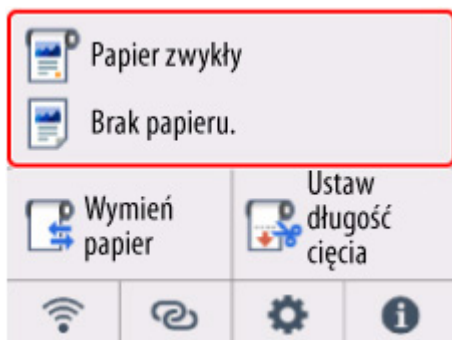 Papier zwykły
Brak papieru.
Wymień
papier
Ustaw
długość
cięcia